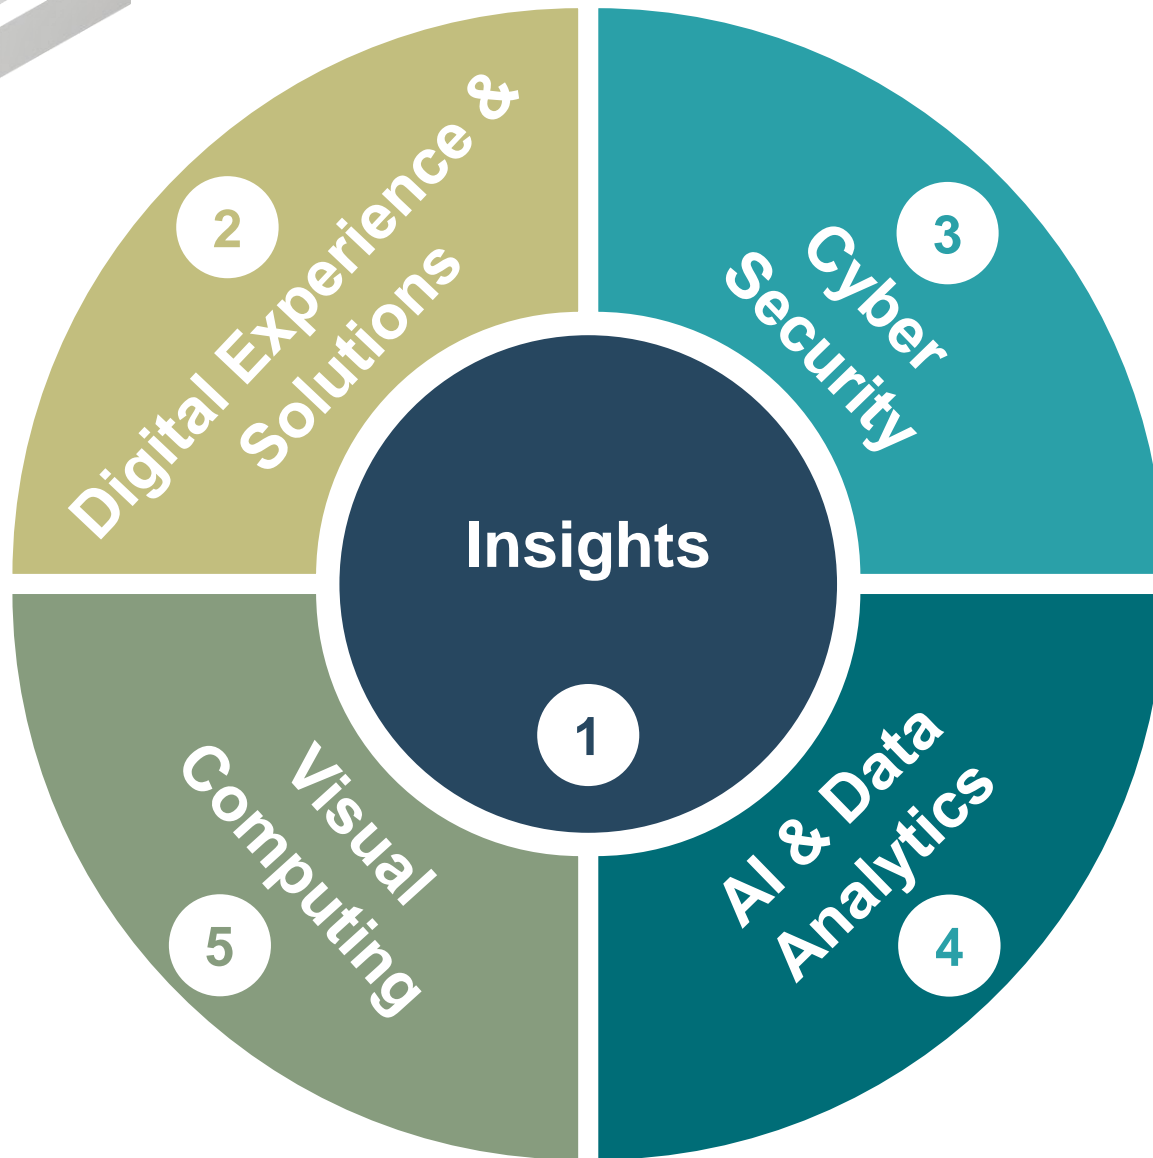 2
Digital Experience &
Solutions
3
Cyber
Security
Insights
1
5
Visual
Computing
AI & Data
Analytics
4